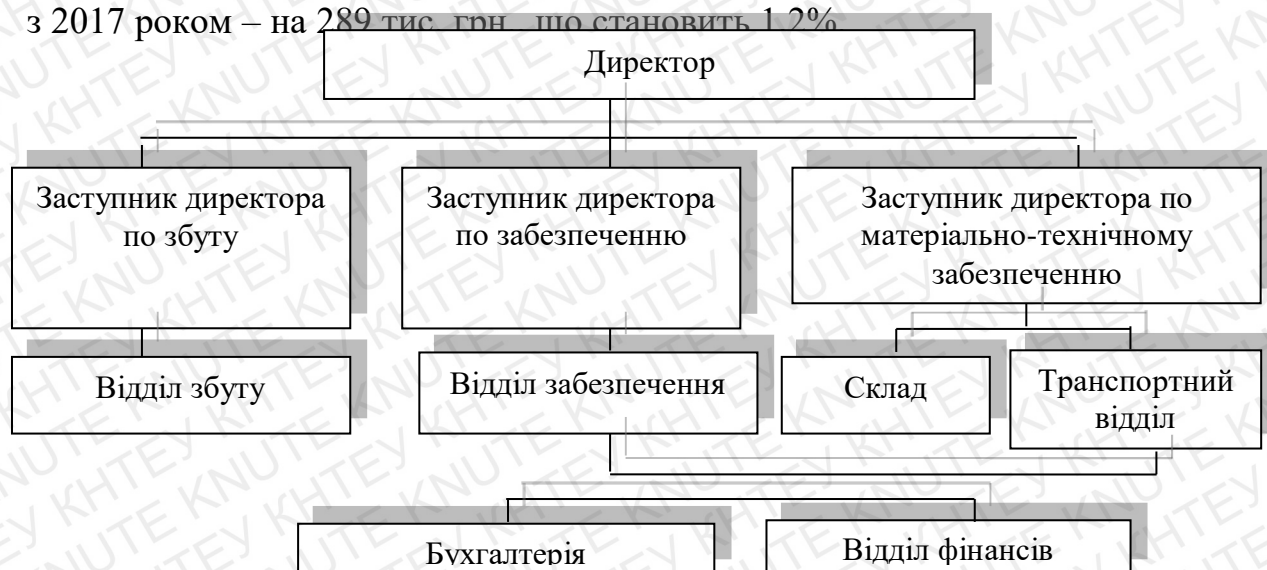 з 2017 роком – на 289 тис. грн., що становить 1,2%
Директор
Заступник директора
по збуту
Заступник директора
по забезпеченню
Заступник директора по
матеріально-технічному
забезпеченню
Відділ збуту
Відділ забезпечення
Склад
Транспортний
відділ
Бухгалтерія
Відділ фінансів